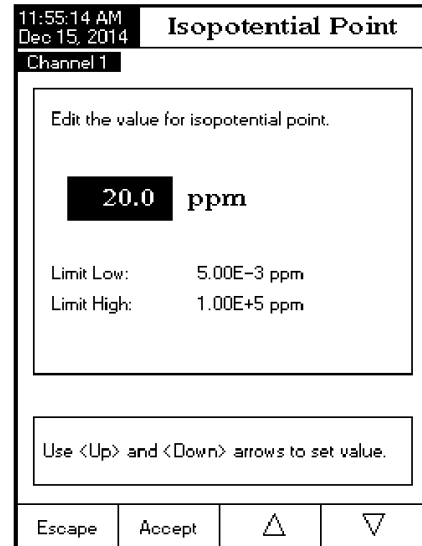 11:55:14 AM
Dec 15, 2014
Isopotential Point
Channel 1
Edit the value for isopotential point.
20.0 ppm
Limit Low: 5.00E-3 ppm
Limit High: 1.00E+5 ppm
Use <Up> and <Down> arrows to set value.
Escape Accept △ ▽